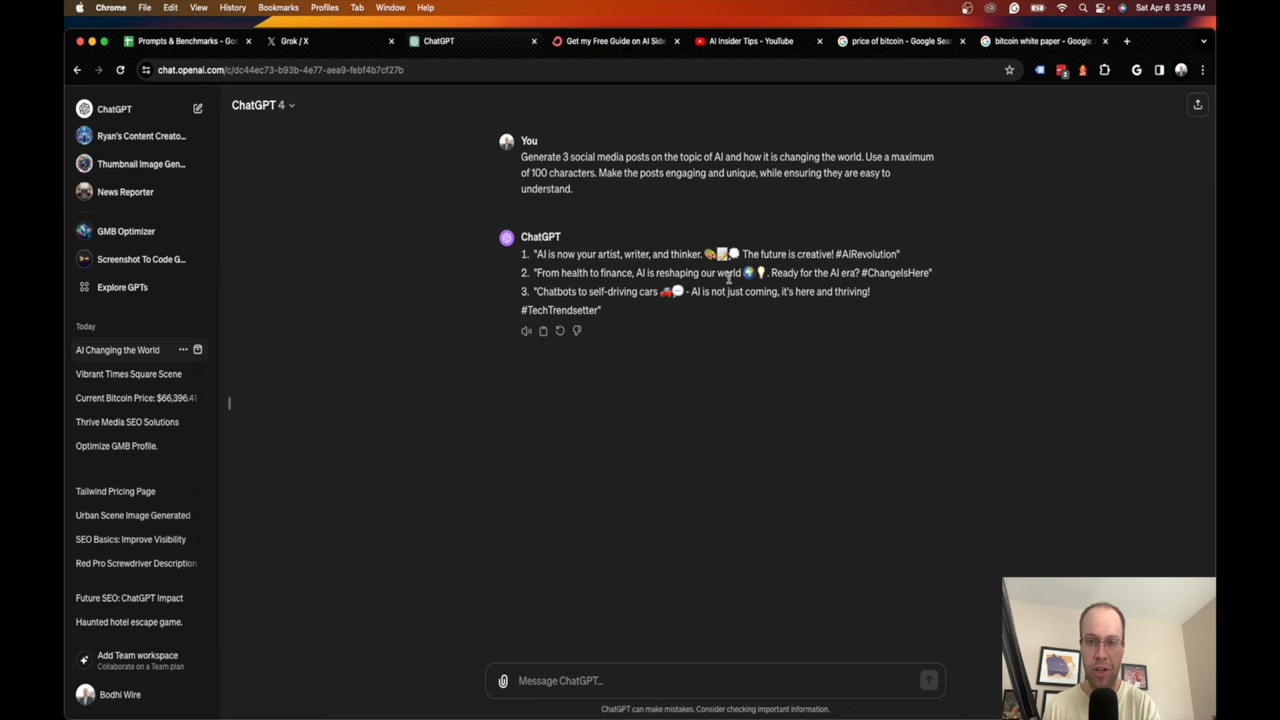 Chrome File Edit View History Bookmarks Profiles Tab Window Help Sat Apr 6 3:25 PM
Prompts & Benchmarks - Goo Grok / X ChatGPT Get my Free Guide on AI Side AI Insider Tips - YouTube price of bitcoin - Google Sear bitcoin white paper - Google
chat.openai.com/c/dc44ec73-b93b-4e77-aea9-febf4b7cf27b
ChatGPT
Ryan's Content Creato...
Thumbnail Image Gen...
News Reporter
GMB Optimizer
Screenshot To Code G...
Explore GPTs
Today
AI Changing the World
Vibrant Times Square Scene
Current Bitcoin Price: $66,396.41
Thrive Media SEO Solutions
Optimize GMB Profile.
Tailwind Pricing Page
Urban Scene Image Generated
SEO Basics: Improve Visibility
Red Pro Screwdriver Description
Future SEO: ChatGPT Impact
Haunted hotel escape game.
Add Team workspace
Collaborate on a Team plan
Bodhi Wire
ChatGPT 4
You
Generate 3 social media posts on the topic of AI and how it is changing the world. Use a maximum
of 100 characters. Make the posts engaging and unique, while ensuring they are easy to
understand.
ChatGPT
1. "AI is now your artist, writer, and thinker. 🎨📝💭 The future is creative! #AIRevolution"
2. "From health to finance, AI is reshaping our world 🌍💡. Ready for the AI era? #ChangeIsHere"
3. "Chatbots to self-driving cars 🚗💬 - AI is not just coming, it's here and thriving!
#TechTrendsetter"
Message ChatGPT...
ChatGPT can make mistakes. Consider checking important information.